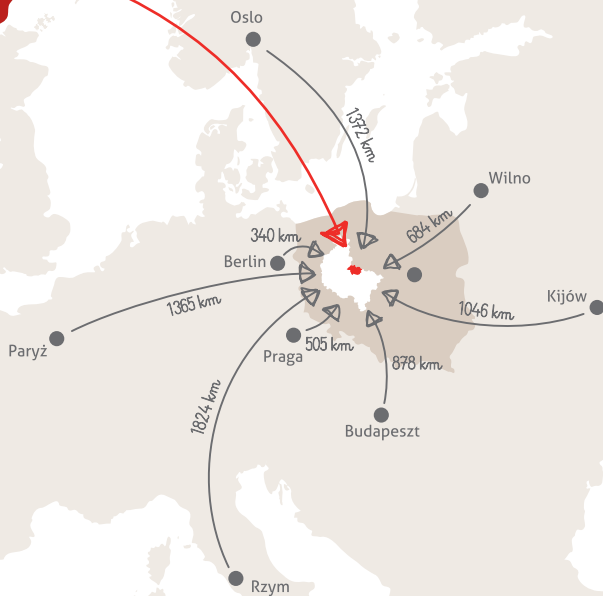 Oslo
1372 km
Wilno
684 km
340 km
Berlin
Kijów
1365 km
1046 km
Paryż
505 km
Praga
878 km
1824 km
Budapeszt
Rzym